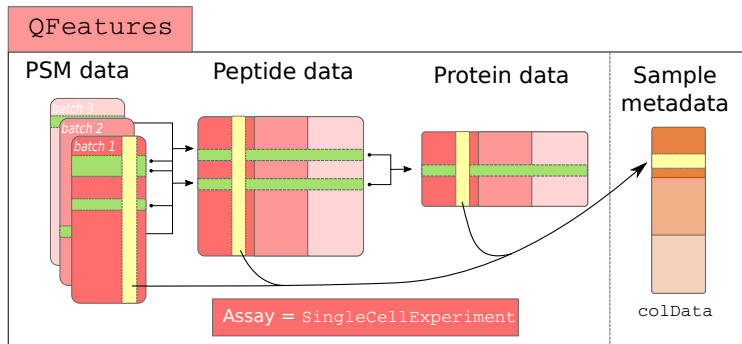 QFeatures
PSM data
Peptide data
Protein data
Sample
metadata
batch 3
batch 2
batch 1
colData
Assay = SingleCellExperiment